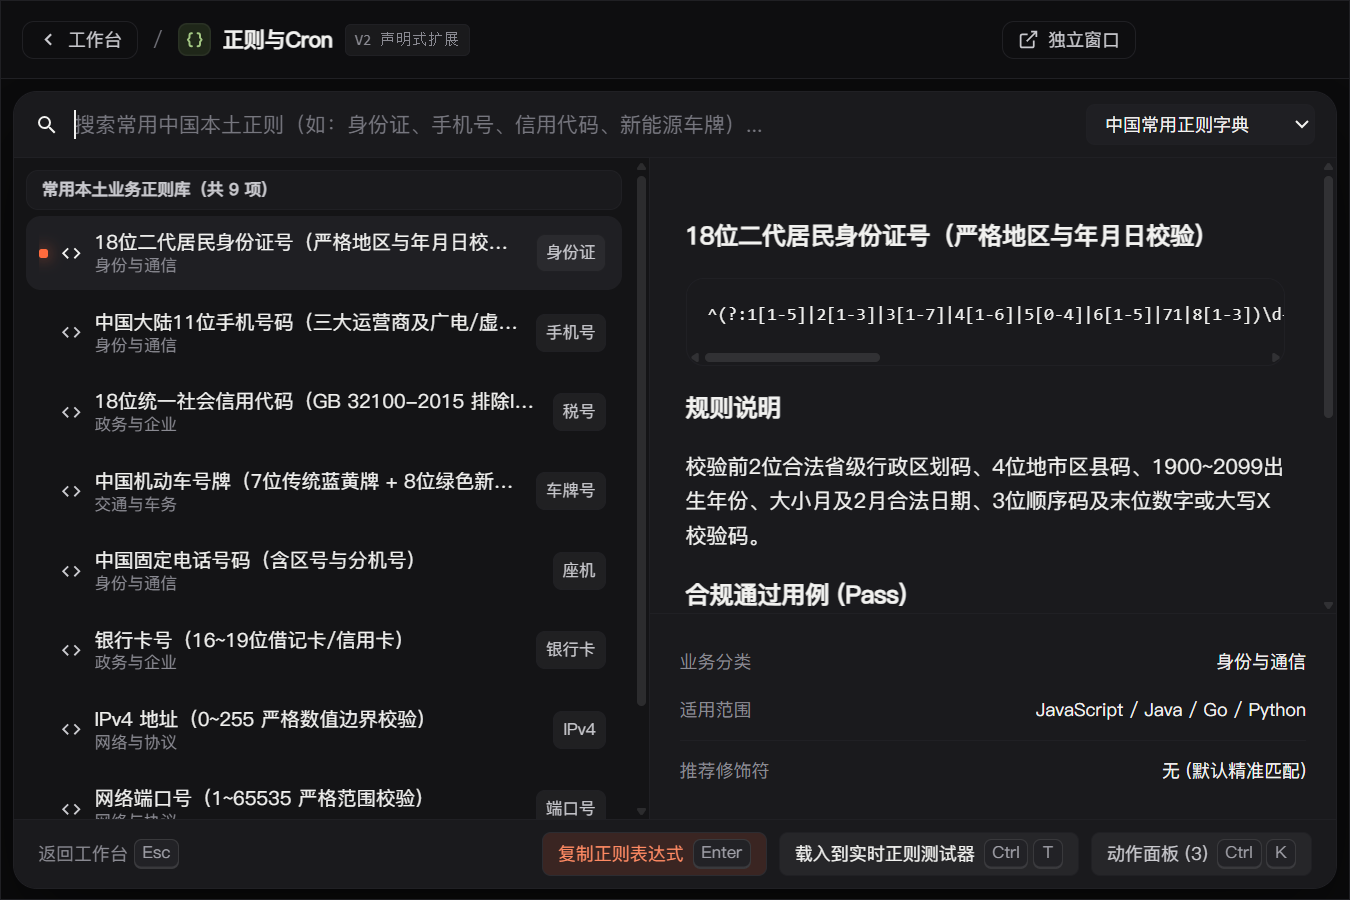 工作台 / {} 正则与Cron V2 声明式扩展 独立窗口
搜索常用中国本土正则（如：身份证、手机号、信用代码、新能源车牌）... 中国常用正则字典
常用本土业务正则库（共 9 项）
18位二代居民身份证号（严格地区与年月日校... 身份证
身份与通信
中国大陆11位手机号码（三大运营商及广电/虚... 手机号
身份与通信
18位统一社会信用代码（GB 32100-2015 排除I... 税号
政务与企业
中国机动车号牌（7位传统蓝黄牌 + 8位绿色新... 车牌号
交通与车务
中国固定电话号码（含区号与分机号） 座机
身份与通信
银行卡号（16~19位借记卡/信用卡） 银行卡
政务与企业
IPv4 地址（0~255 严格数值边界校验） IPv4
网络与协议
网络端口号（1~65535 严格范围校验） 端口号
网络与协议
18位二代居民身份证号（严格地区与年月日校验）
^(?:1[1-5]|2[1-3]|3[1-7]|4[1-6]|5[0-4]|6[1-5]|71|8[1-3])\d
规则说明
校验前2位合法省级行政区划码、4位地市区县码、1900~2099出
生年份、大小月及2月合法日期、3位顺序码及末位数字或大写X
校验码。
合规通过用例 (Pass)
业务分类 身份与通信
适用范围 JavaScript / Java / Go / Python
推荐修饰符 无 (默认精准匹配)
返回工作台 Esc 复制正则表达式 Enter 载入到实时正则测试器 Ctrl T 动作面板 (3) Ctrl K